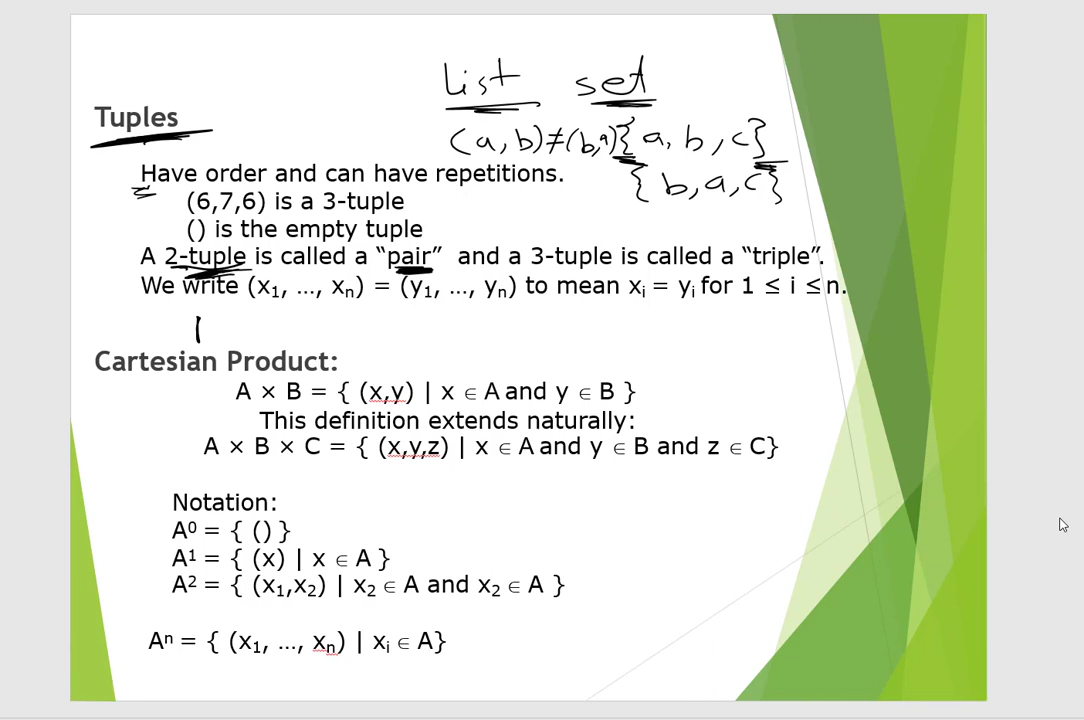 List set
Tuples
(a, b) ≠ (b, a) { a, b, c }
Have order and can have repetitions.
{ b, a, c }
(6,7,6) is a 3-tuple
() is the empty tuple
A 2-tuple is called a “pair” and a 3-tuple is called a “triple”.
We write (x₁, ..., xₙ) = (y₁, ..., yₙ) to mean xᵢ = yᵢ for 1 ≤ i ≤ n.
Cartesian Product:
A × B = { (x,y) | x ∈ A and y ∈ B }
This definition extends naturally:
A × B × C = { (x,y,z) | x ∈ A and y ∈ B and z ∈ C}
Notation:
A⁰ = { () }
A¹ = { (x) | x ∈ A }
A² = { (x₁,x₂) | x₂ ∈ A and x₂ ∈ A }
Aⁿ = { (x₁, ..., xₙ) | xᵢ ∈ A}